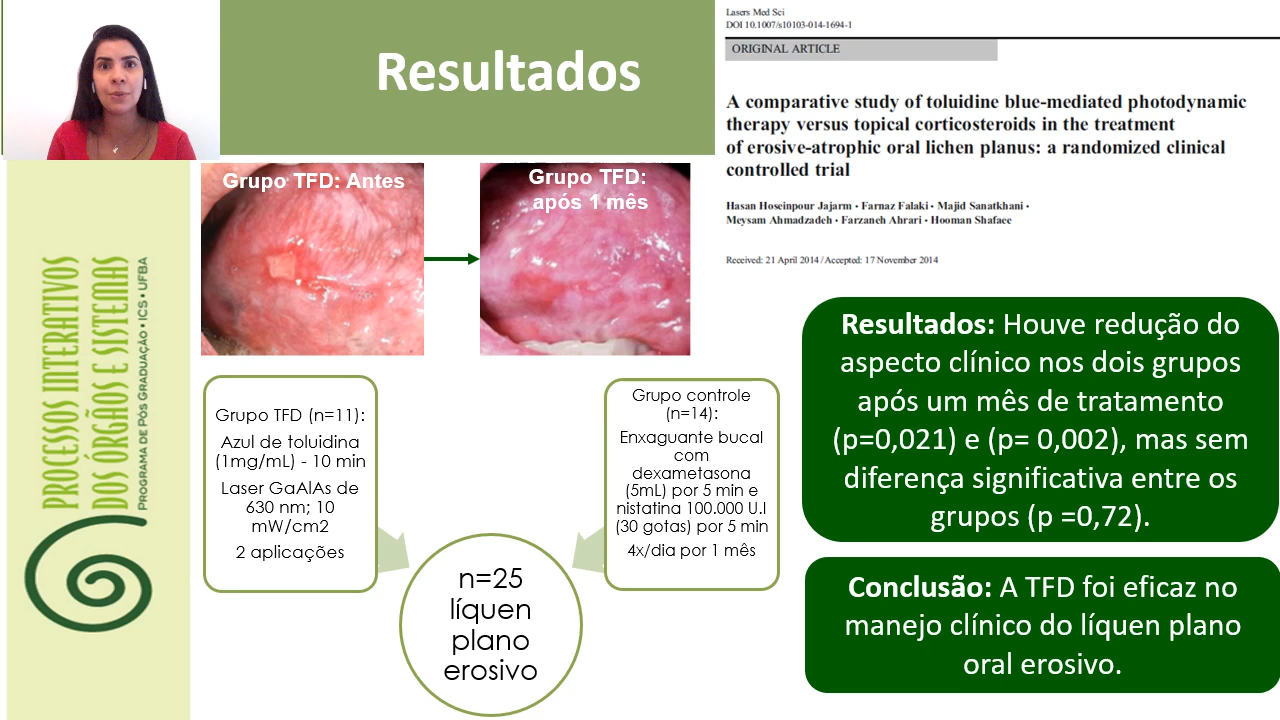 Resultados
Lasers Med Sci
DOI 10.1007/s10103-014-1694-1
ORIGINAL ARTICLE
A comparative study of toluidine blue-mediated photodynamic
therapy versus topical corticosteroids in the treatment
of erosive-atrophic oral lichen planus: a randomized clinical
controlled trial
Hasan Hoseinpour Jajarm · Farnaz Falaki · Majid Sanatkhani ·
Meysam Ahmadzadeh · Farzaneh Ahrari · Hooman Shafaee
Received: 21 April 2014 / Accepted: 17 November 2014
Grupo TFD: Antes
Grupo TFD:
após 1 mês
PROCESSOS INTERATIVOS
DOS ÓRGÃOS E SISTEMAS
PROGRAMA DE PÓS GRADUAÇÃO • ICS • UFBA
Grupo TFD (n=11):
Azul de toluidina
(1mg/mL) - 10 min
Laser GaAlAs de
630 nm; 10
mW/cm2
2 aplicações
Grupo controle
(n=14):
Enxaguante bucal
com
dexametasona
(5mL) por 5 min e
nistatina 100.000 U.I
(30 gotas) por 5 min
4x/dia por 1 mês
n=25
líquen
plano
erosivo
Resultados: Houve redução do
aspecto clínico nos dois grupos
após um mês de tratamento
(p=0,021) e (p= 0,002), mas sem
diferença significativa entre os
grupos (p =0,72).
Conclusão: A TFD foi eficaz no
manejo clínico do líquen plano
oral erosivo.